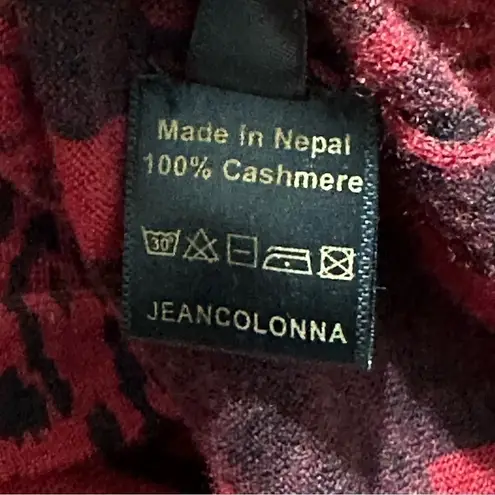 Made In Nepal
100% Cashmere
30°
JEANCOLONNA